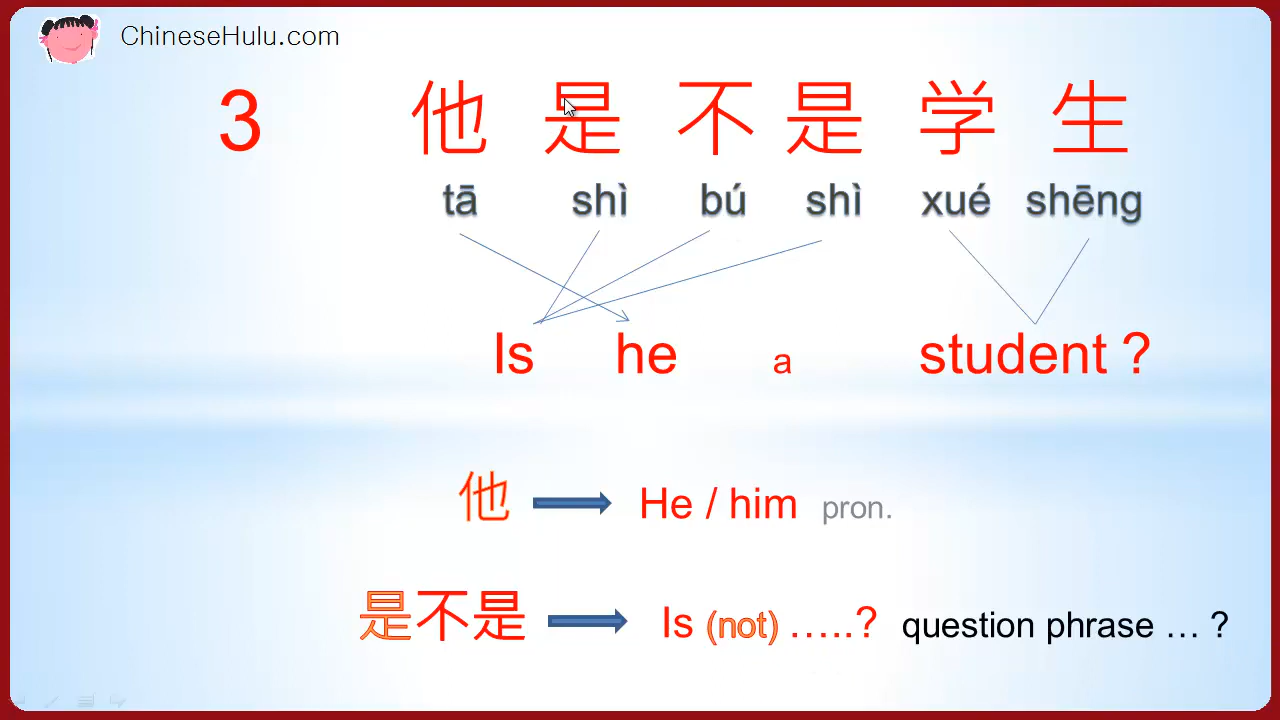 ChineseHulu.com
3 他 是 不 是 学 生
tā shì bú shì xué shēng
Is he a student ?
他 He / him pron.
是不是 Is (not) …..? question phrase … ?